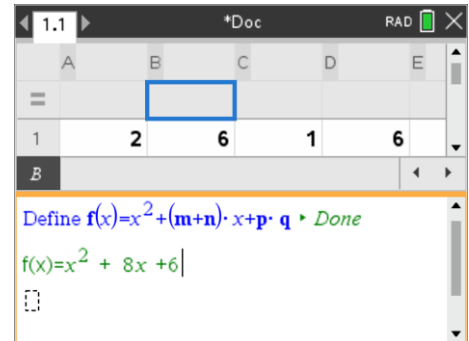 1.1 *Doc RAD
A B C D E
=
1 2 6 1 6
B
Define f(x)=x²+(m+n)·x+p·q ▸ Done
f(x)=x² + 8x +6